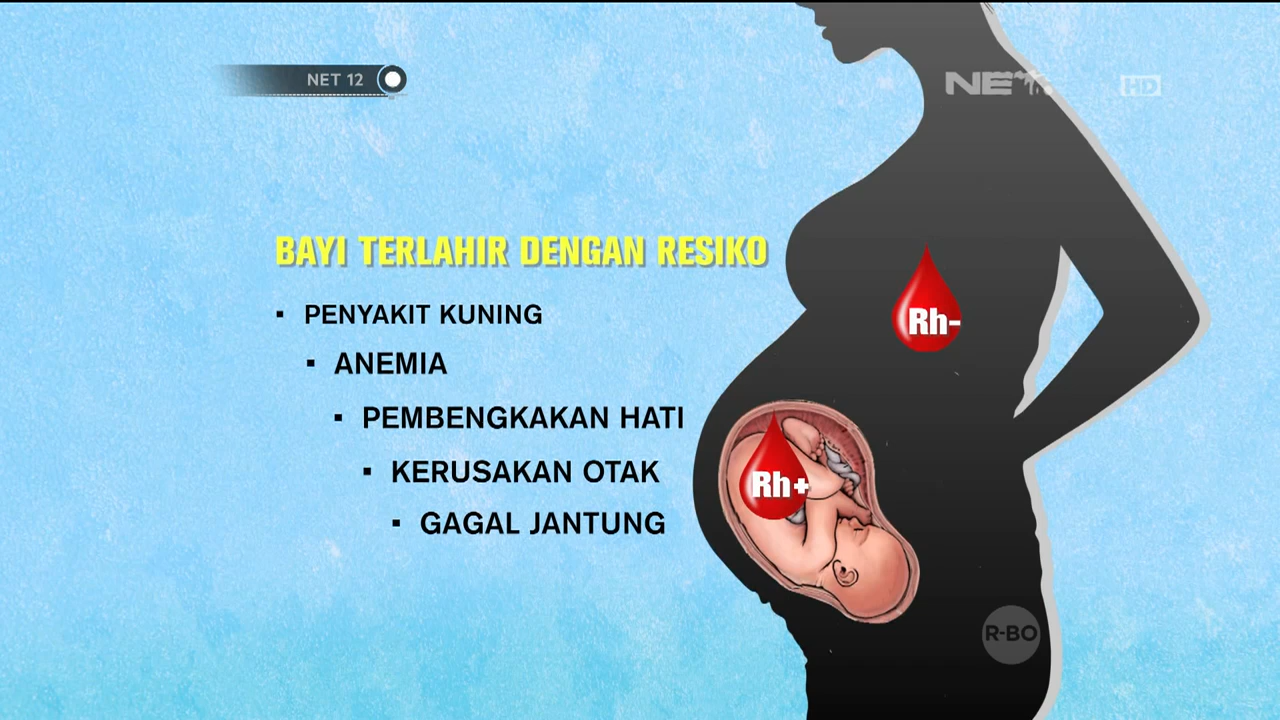 NET 12
NET.
HD
BAYI TERLAHIR DENGAN RESIKO
▪ PENYAKIT KUNING
▪ ANEMIA
▪ PEMBENGKAKAN HATI
▪ KERUSAKAN OTAK
▪ GAGAL JANTUNG
Rh-
Rh+
R-BO